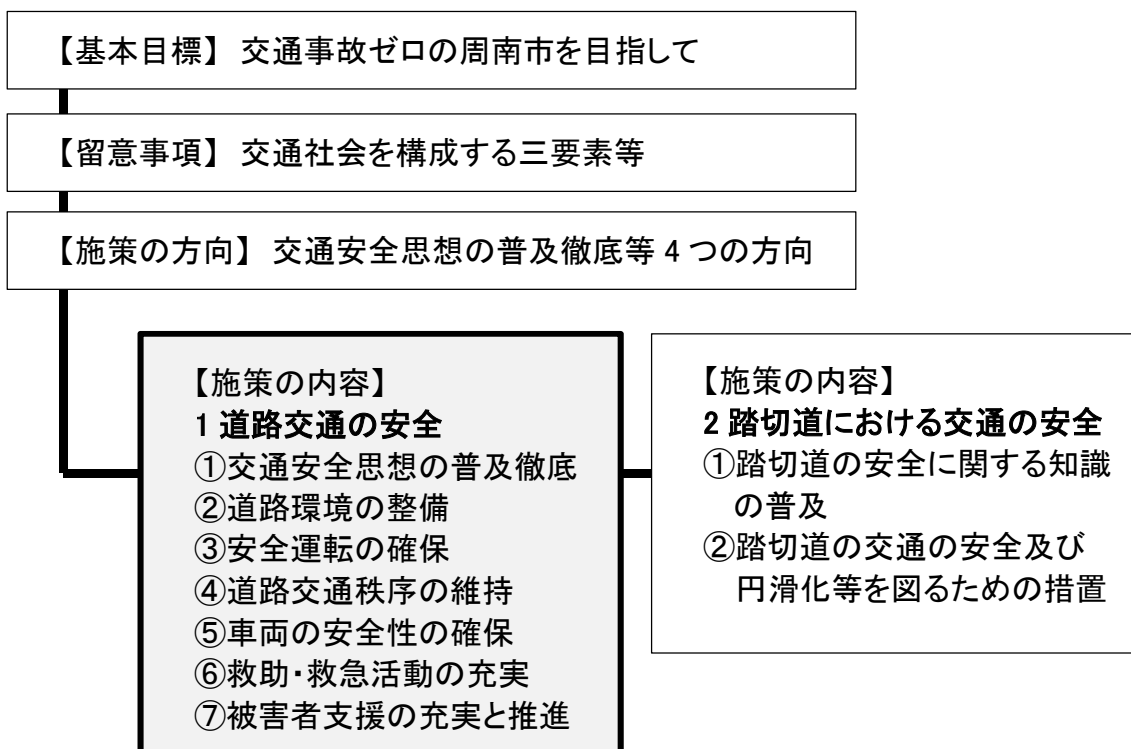 【基本目標】 交通事故ゼロの周南市を目指して
【留意事項】 交通社会を構成する三要素等
【施策の方向】 交通安全思想の普及徹底等 4 つの方向
【施策の内容】
1 道路交通の安全
①交通安全思想の普及徹底
②道路環境の整備
③安全運転の確保
④道路交通秩序の維持
⑤車両の安全性の確保
⑥救助・救急活動の充実
⑦被害者支援の充実と推進
【施策の内容】
2 踏切道における交通の安全
①踏切道の安全に関する知識
の普及
②踏切道の交通の安全及び
円滑化等を図るための措置